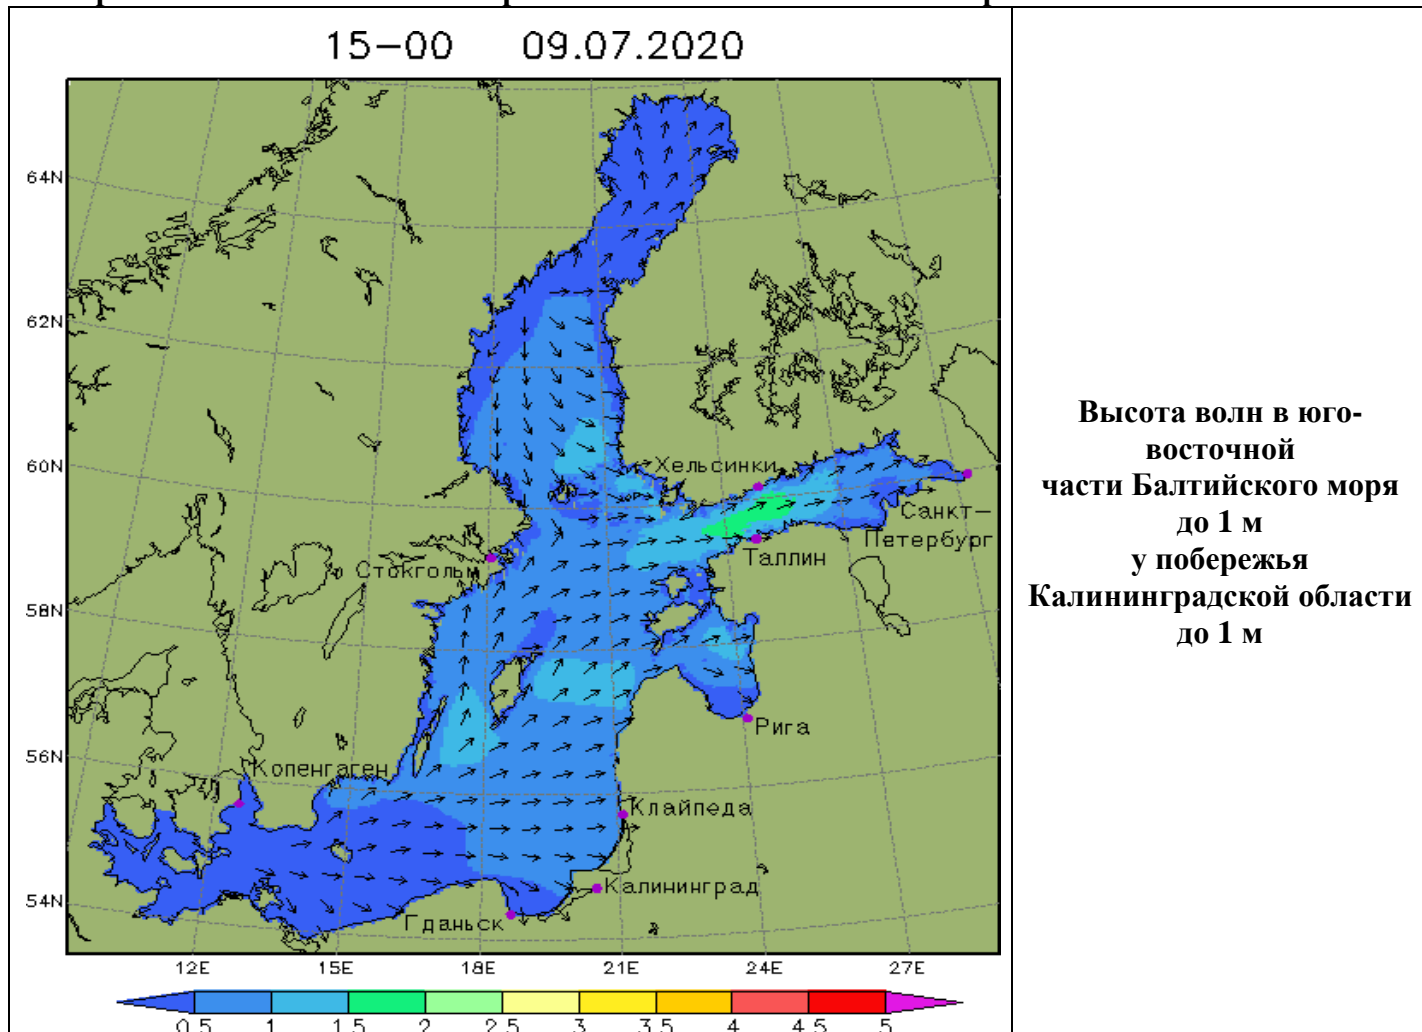 15-00 09.07.2020
64N
62N
60N
58N
56N
54N
Хельсинки
Санкт-
Петербург
Таллин
Стокгольм
Рига
Копенгаген
Клайпеда
Калининград
Гданьск
12E 15E 18E 21E 24E 27E
0.5 1 1.5 2 2.5 3 3.5 4 4.5 5
Высота волн в юго-
восточной
части Балтийского моря
до 1 м
у побережья
Калининградской области
до 1 м